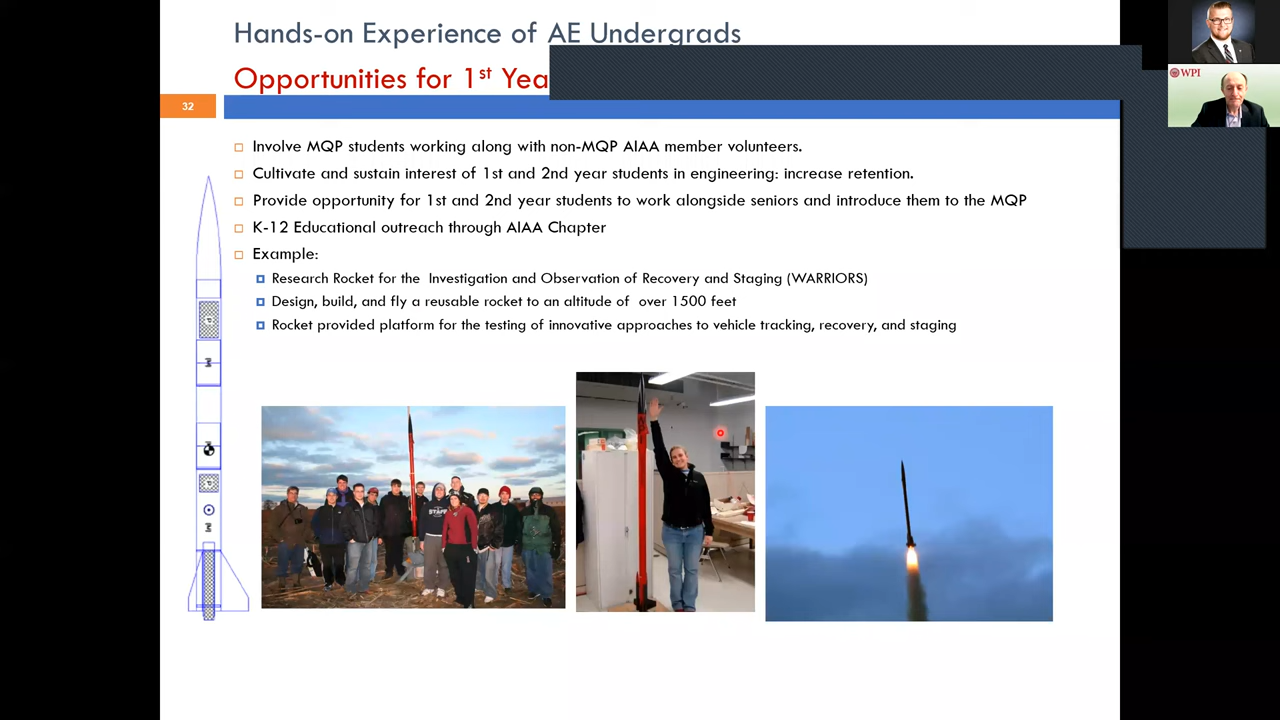 Hands-on Experience of AE Undergrads
Opportunities for 1st Yea
32
WPI
Involve MQP students working along with non-MQP AIAA member volunteers.
Cultivate and sustain interest of 1st and 2nd year students in engineering: increase retention.
Provide opportunity for 1st and 2nd year students to work alongside seniors and introduce them to the MQP
K-12 Educational outreach through AIAA Chapter
Example:
Research Rocket for the Investigation and Observation of Recovery and Staging (WARRIORS)
Design, build, and fly a reusable rocket to an altitude of over 1500 feet
Rocket provided platform for the testing of innovative approaches to vehicle tracking, recovery, and staging
STAFF